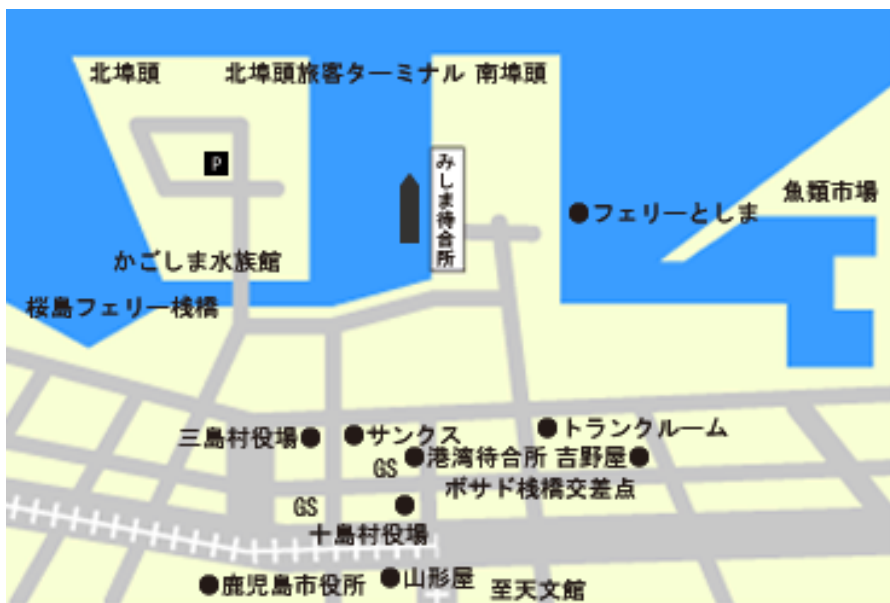 北埠頭
北埠頭旅客ターミナル
南埠頭
P
みしま待合所
魚類市場
フェリーとしま
かごしま水族館
桜島フェリー桟橋
三島村役場
サンクス
トランクルーム
GS
港湾待合所
吉野屋
ボサド桟橋交差点
GS
十島村役場
鹿児島市役所
山形屋
至天文館